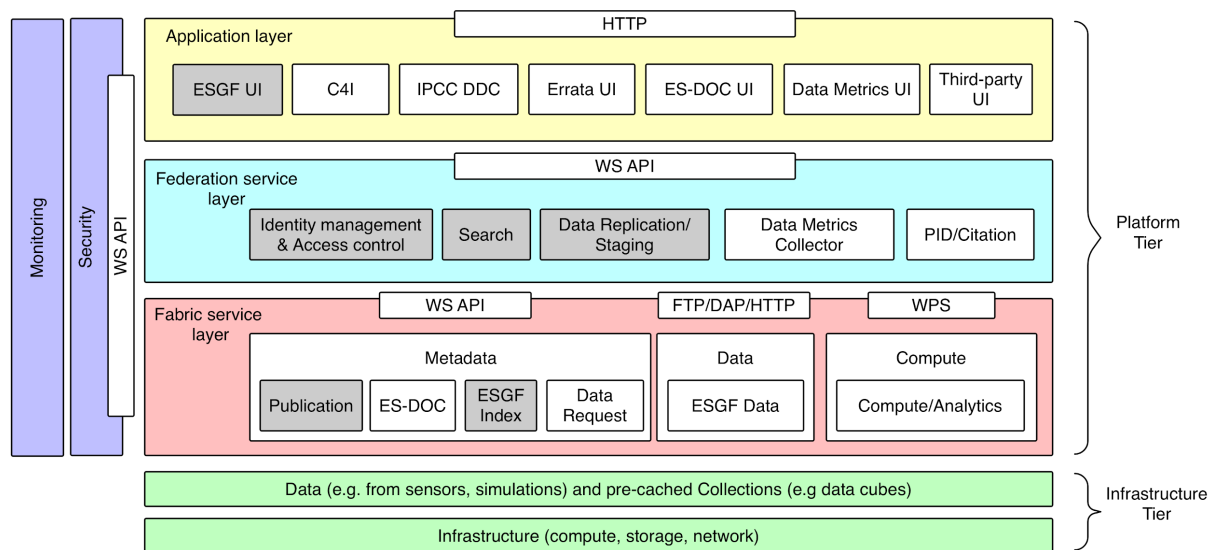 Monitoring
Security
WS API
HTTP
Application layer
ESGF UI
C4I
IPCC DDC
Errata UI
ES-DOC UI
Data Metrics UI
Third-party
UI
WS API
Federation service
layer
Identity management
& Access control
Search
Data Replication/
Staging
Data Metrics
Collector
PID/Citation
WS API
FTP/DAP/HTTP
WPS
Fabric service
layer
Metadata
Publication
ES-DOC
ESGF
Index
Data
Request
Data
ESGF Data
Compute
Compute/Analytics
Platform
Tier
Data (e.g. from sensors, simulations) and pre-cached Collections (e.g data cubes)
Infrastructure (compute, storage, network)
Infrastructure
Tier